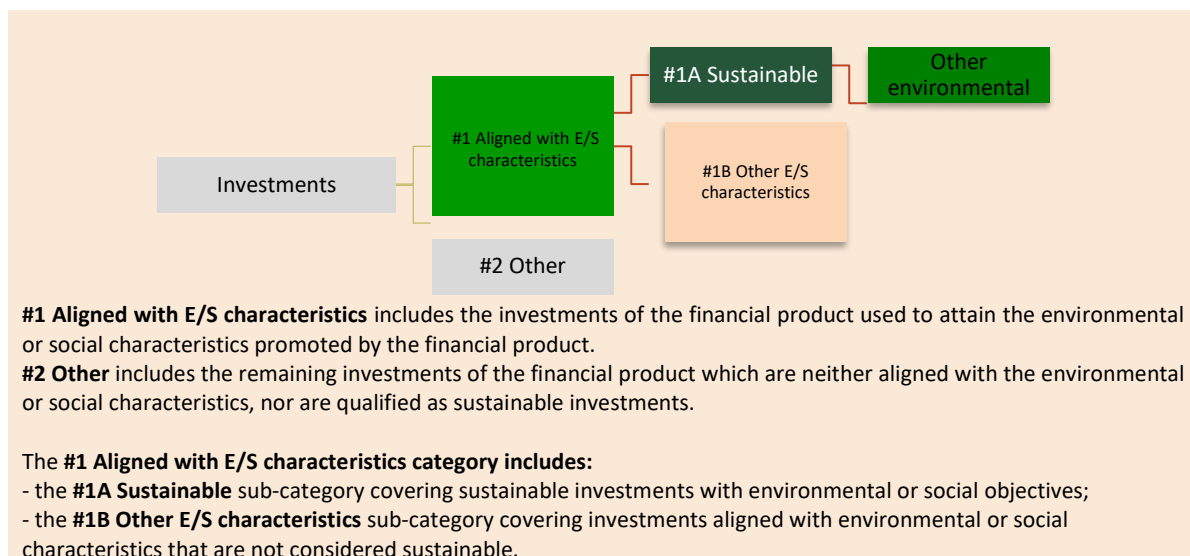 #1A Sustainable
Other
environmental
#1 Aligned with E/S
characteristics
#1B Other E/S
characteristics
Investments
#2 Other
#1 Aligned with E/S characteristics includes the investments of the financial product used to attain the environmental
or social characteristics promoted by the financial product.
#2 Other includes the remaining investments of the financial product which are neither aligned with the environmental
or social characteristics, nor are qualified as sustainable investments.
The #1 Aligned with E/S characteristics category includes:
- the #1A Sustainable sub-category covering sustainable investments with environmental or social objectives;
- the #1B Other E/S characteristics sub-category covering investments aligned with environmental or social
characteristics that are not considered sustainable.